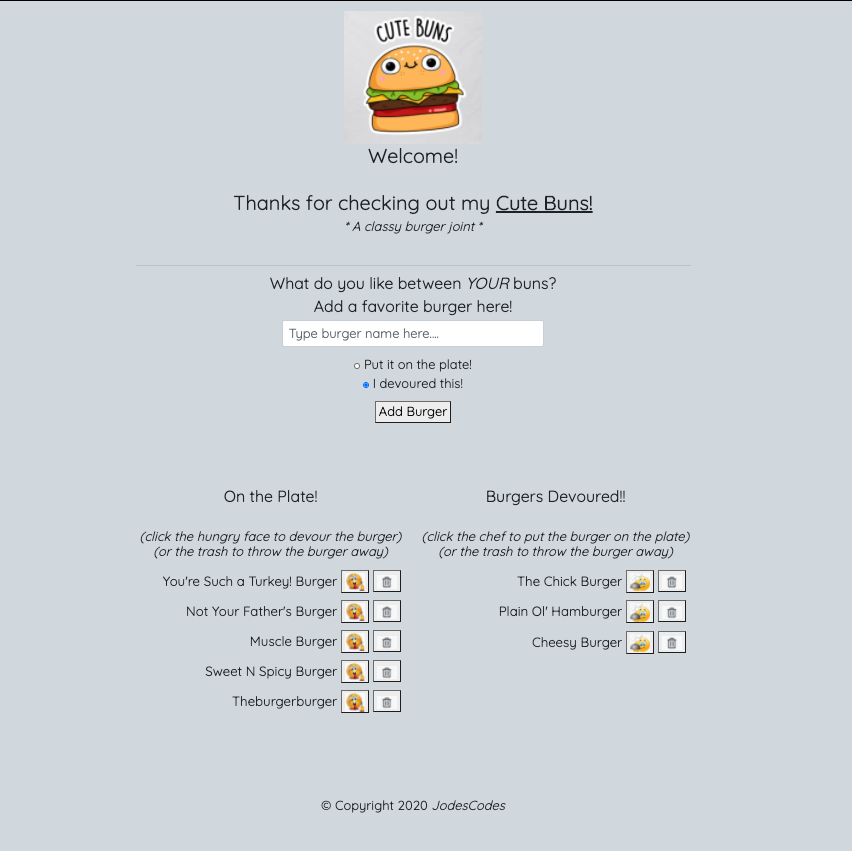 CUTE BUNS
Welcome!
Thanks for checking out my Cute Buns!
* A classy burger joint *
What do you like between YOUR buns?
Add a favorite burger here!
Type burger name here....
Put it on the plate!
I devoured this!
Add Burger
On the Plate!
(click the hungry face to devour the burger)
(or the trash to throw the burger away)
You're Such a Turkey! Burger
Not Your Father's Burger
Muscle Burger
Sweet N Spicy Burger
Theburgerburger
Burgers Devoured!!
(click the chef to put the burger on the plate)
(or the trash to throw the burger away)
The Chick Burger
Plain Ol' Hamburger
Cheesy Burger
© Copyright 2020 JodesCodes